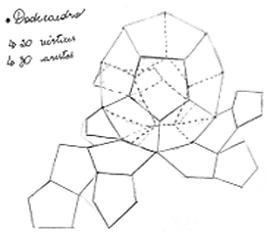 • Dodecaedro
↳ 20 vértices
↳ 30 arestas